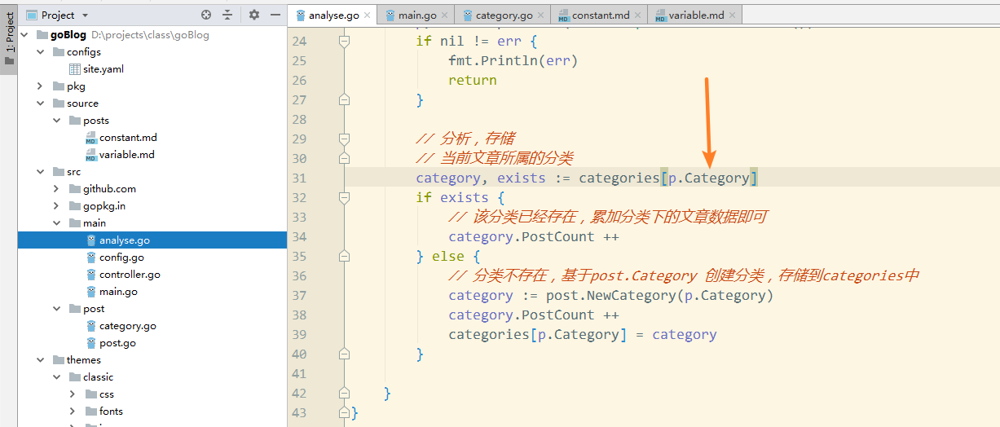 1: Project
Project
analyse.go
main.go
category.go
constant.md
variable.md
goBlog D:\projects\class\goBlog
configs
site.yaml
pkg
source
posts
constant.md
variable.md
src
github.com
gopkg.in
main
analyse.go
config.go
controller.go
main.go
post
category.go
post.go
themes
classic
css
fonts
24 if nil != err {
25 fmt.Println(err)
26 return
27 }
28
29 // 分析，存储
30 // 当前文章所属的分类
31 category, exists := categories[p.Category]
32 if exists {
33 // 该分类已经存在，累加分类下的文章数据即可
34 category.PostCount ++
35 } else {
36 // 分类不存在，基于post.Category 创建分类，存储到categories中
37 category := post.NewCategory(p.Category)
38 category.PostCount ++
39 categories[p.Category] = category
40 }
41
42 }
43 }